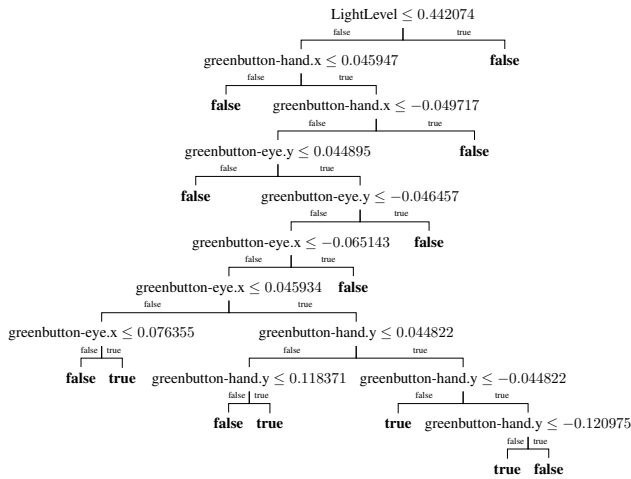 LightLevel ≤ 0.442074
false true
greenbutton-hand.x ≤ 0.045947 false
false true
false greenbutton-hand.x ≤ −0.049717
false true
greenbutton-eye.y ≤ 0.044895 false
false true
false greenbutton-eye.y ≤ −0.046457
false true
greenbutton-eye.x ≤ −0.065143 false
false true
greenbutton-eye.x ≤ 0.045934 false
false true
greenbutton-eye.x ≤ 0.076355 greenbutton-hand.y ≤ 0.044822
false true false true
false true greenbutton-hand.y ≤ 0.118371 greenbutton-hand.y ≤ −0.044822
false true false true
false true true greenbutton-hand.y ≤ −0.120975
false true
true false